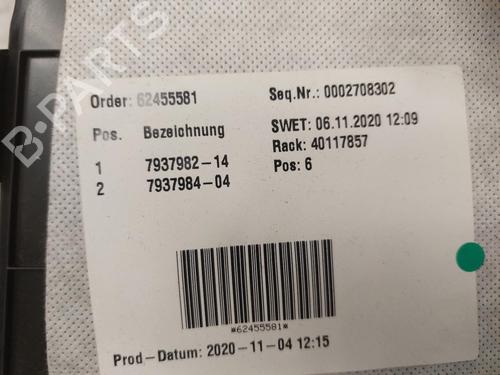 B-PARTS
Order: 62455581 Seq.Nr.: 0002708302
Pos. Bezeichnung SWET: 06.11.2020 12:09
Rack: 40117857
1 7937982-14 Pos: 6
2 7937984-04
*62455581*
Prod-Datum: 2020-11-04 12:15